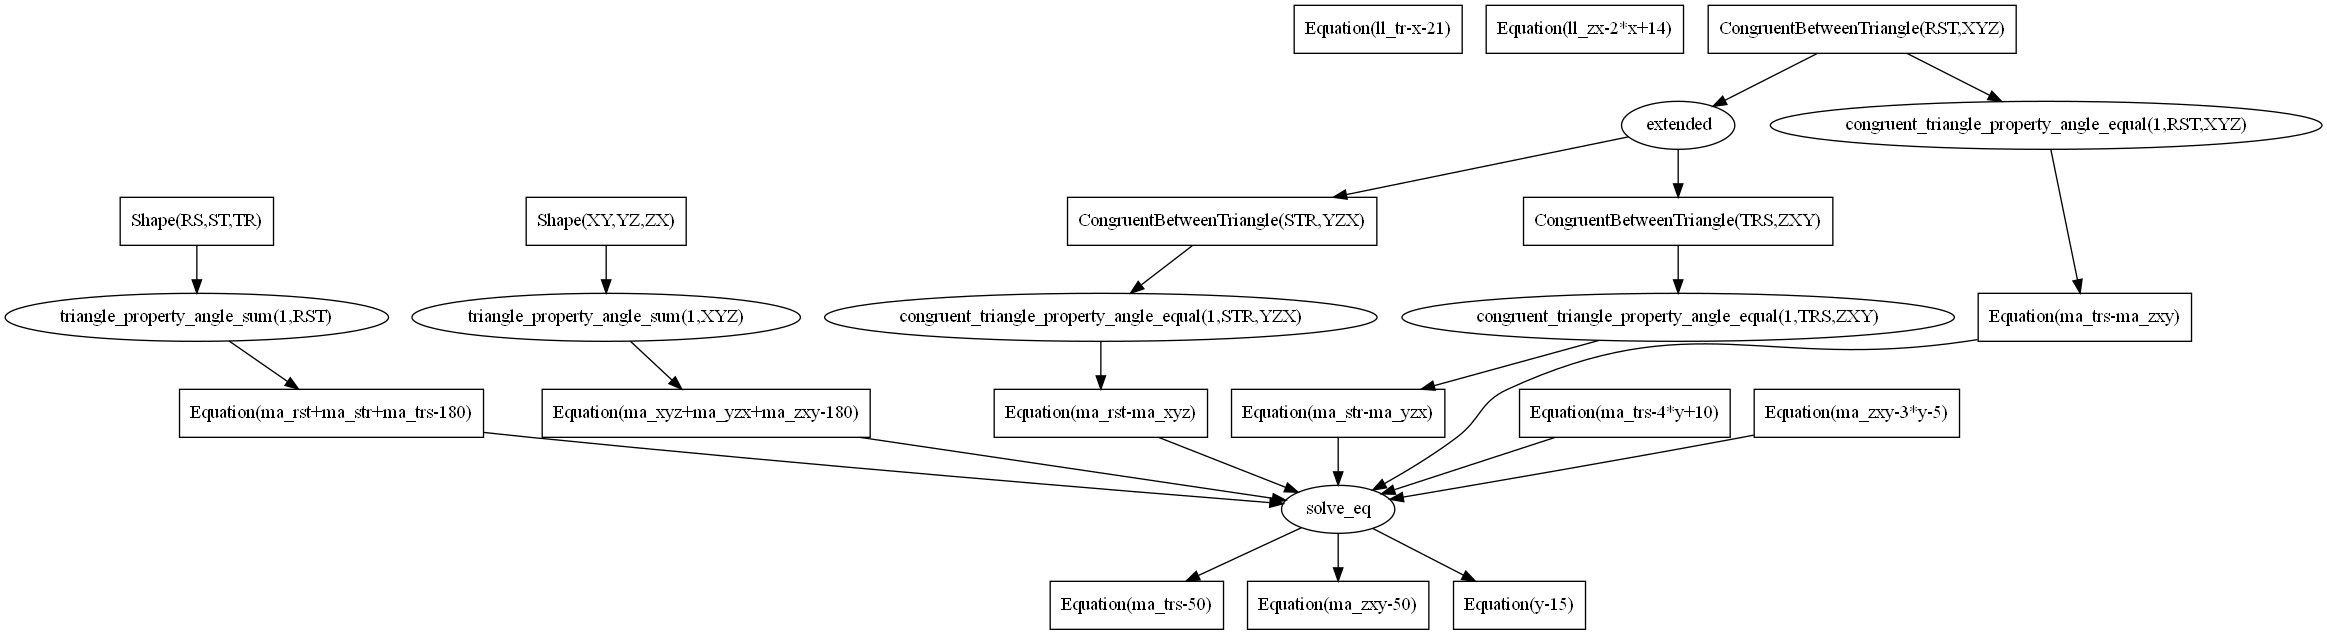 Equation(ll_tr-x-21)
Equation(ll_zx-2*x+14)
CongruentBetweenTriangle(RST,XYZ)
extended
congruent_triangle_property_angle_equal(1,RST,XYZ)
Shape(RS,ST,TR)
Shape(XY,YZ,ZX)
CongruentBetweenTriangle(STR,YZX)
CongruentBetweenTriangle(TRS,ZXY)
triangle_property_angle_sum(1,RST)
triangle_property_angle_sum(1,XYZ)
congruent_triangle_property_angle_equal(1,STR,YZX)
congruent_triangle_property_angle_equal(1,TRS,ZXY)
Equation(ma_trs-ma_zxy)
Equation(ma_rst+ma_str+ma_trs-180)
Equation(ma_xyz+ma_yzx+ma_zxy-180)
Equation(ma_rst-ma_xyz)
Equation(ma_str-ma_yzx)
Equation(ma_trs-4*y+10)
Equation(ma_zxy-3*y-5)
solve_eq
Equation(ma_trs-50)
Equation(ma_zxy-50)
Equation(y-15)